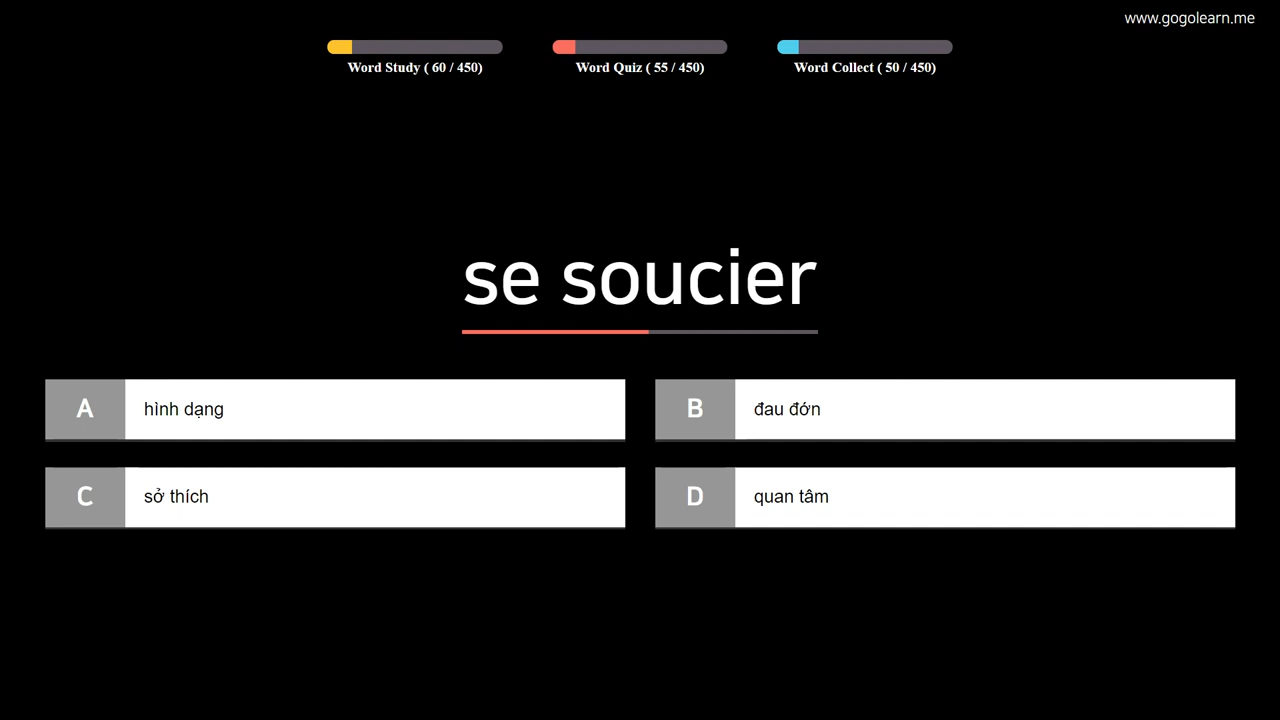 www.gogolearn.me
Word Study ( 60 / 450)
Word Quiz ( 55 / 450)
Word Collect ( 50 / 450)
se soucier
A hình dạng
B đau đớn
C sở thích
D quan tâm